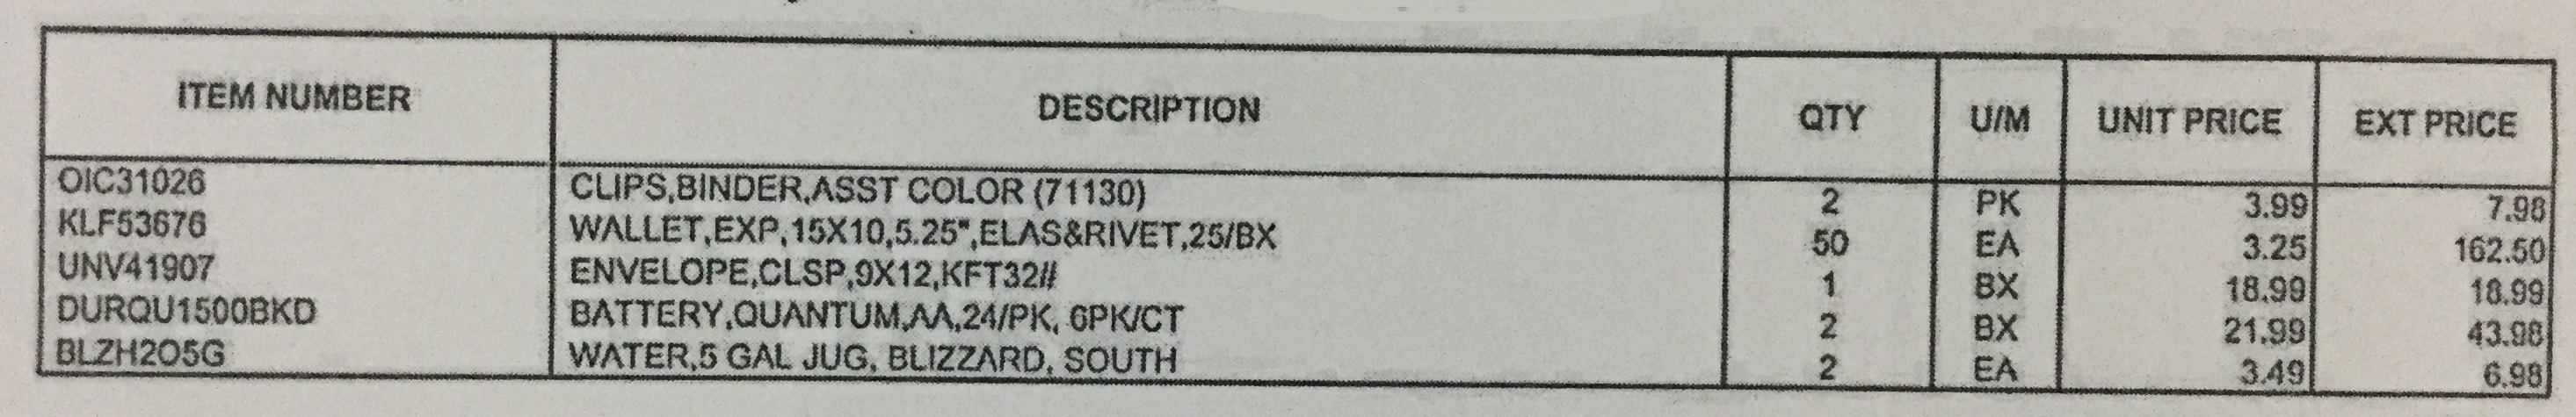 ITEM NUMBER DESCRIPTION QTY U/M UNIT PRICE EXT PRICE
OIC31026 CLIPS,BINDER,ASST COLOR (71130) 2 PK 3.99 7.98
KLF53676 WALLET,EXP,15X10,5.25",ELAS&RIVET,25/BX 50 EA 3.25 162.50
UNV41907 ENVELOPE,CLSP,9X12,KFT32# 1 BX 18.99 18.99
DURQU1500BKD BATTERY,QUANTUM,AA,24/PK, 6PK/CT 2 BX 21.99 43.98
BLZH2O5G WATER,5 GAL JUG, BLIZZARD, SOUTH 2 EA 3.49 6.98